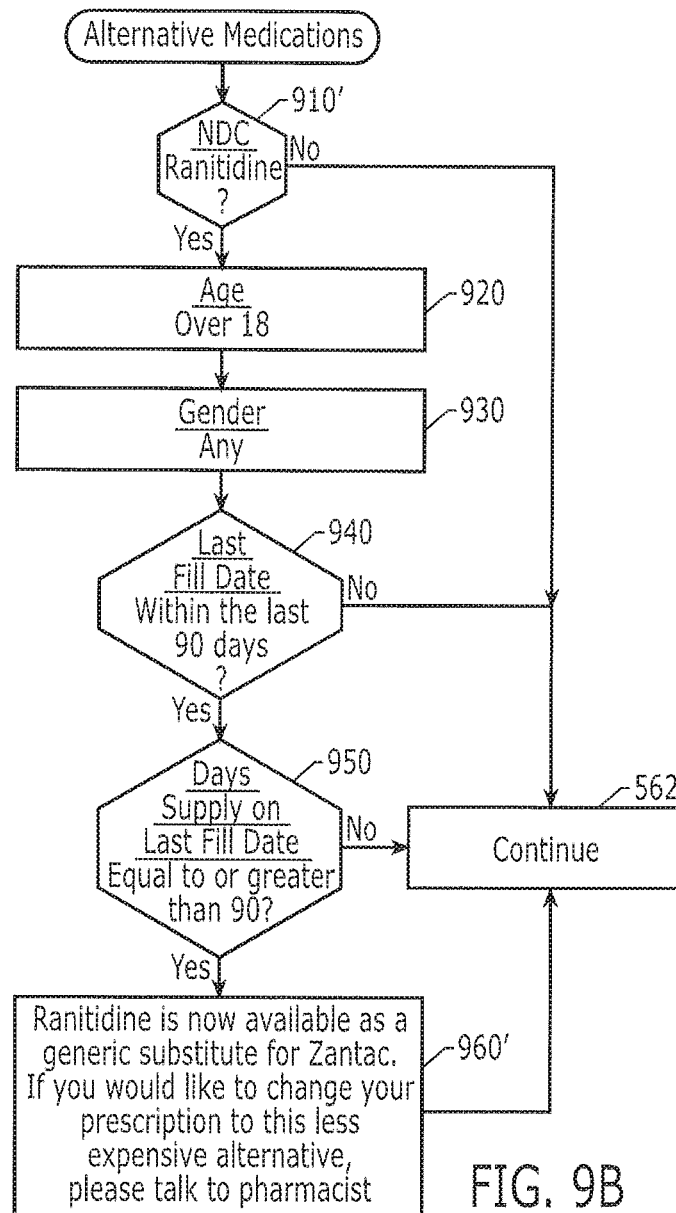 Alternative Medications
910'
NDC
Ranitidine
?
No
Yes
Age
Over 18
920
Gender
Any
930
940
Last
Fill Date
Within the last
90 days
?
No
Yes
950
Days
Supply on
Last Fill Date
Equal to or greater
than 90?
No
562
Continue
Yes
Ranitidine is now available as a
generic substitute for Zantac.
If you would like to change your
prescription to this less
expensive alternative,
please talk to pharmacist
960'
FIG. 9B